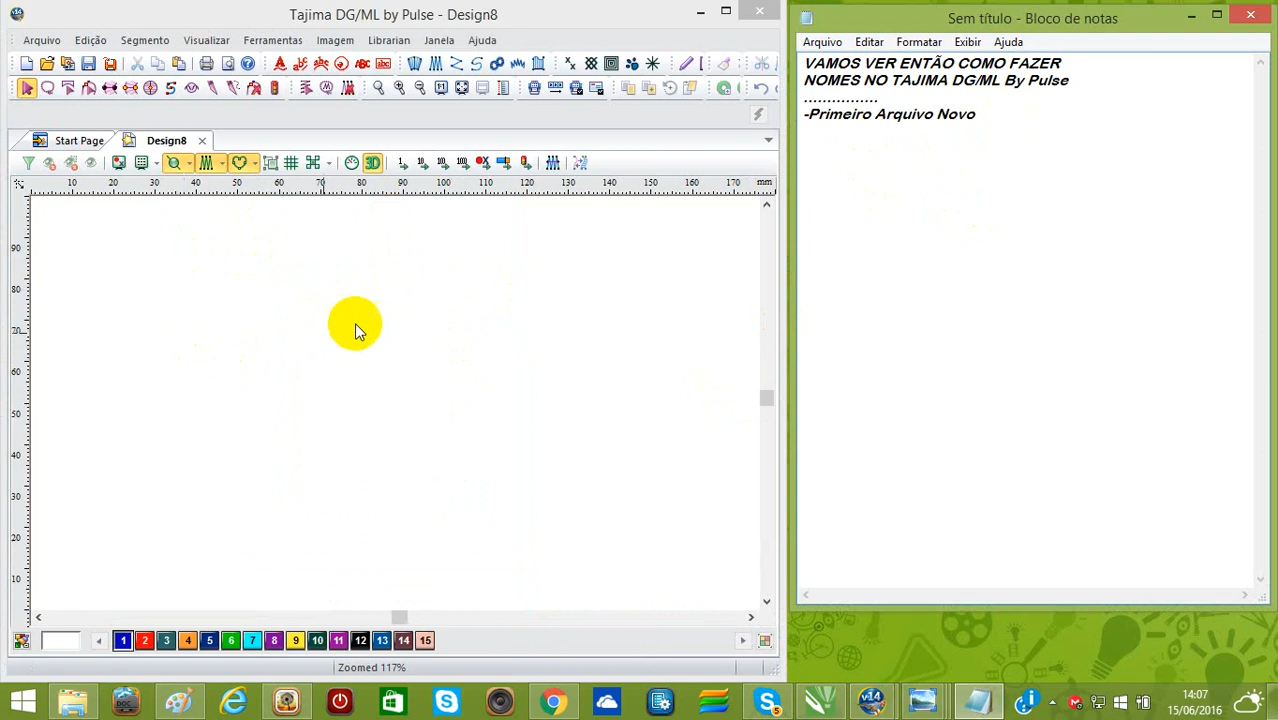 Tajima DG/ML by Pulse - Design8
Arquivo Edição Segmento Visualizar Ferramentas Imagem Librarian Janela Ajuda
Start Page Design8
10 20 30 40 50 60 70 80 90 100 110 120 130 140 150 160 170 mm
90
80
70
60
50
40
30
20
10
1 2 3 4 5 6 7 8 9 10 11 12 13 14 15
Zoomed 117%
Sem título - Bloco de notas
Arquivo Editar Formatar Exibir Ajuda
VAMOS VER ENTÃO COMO FAZER
NOMES NO TAJIMA DG/ML By Pulse
................
-Primeiro Arquivo Novo
14:07
15/06/2016